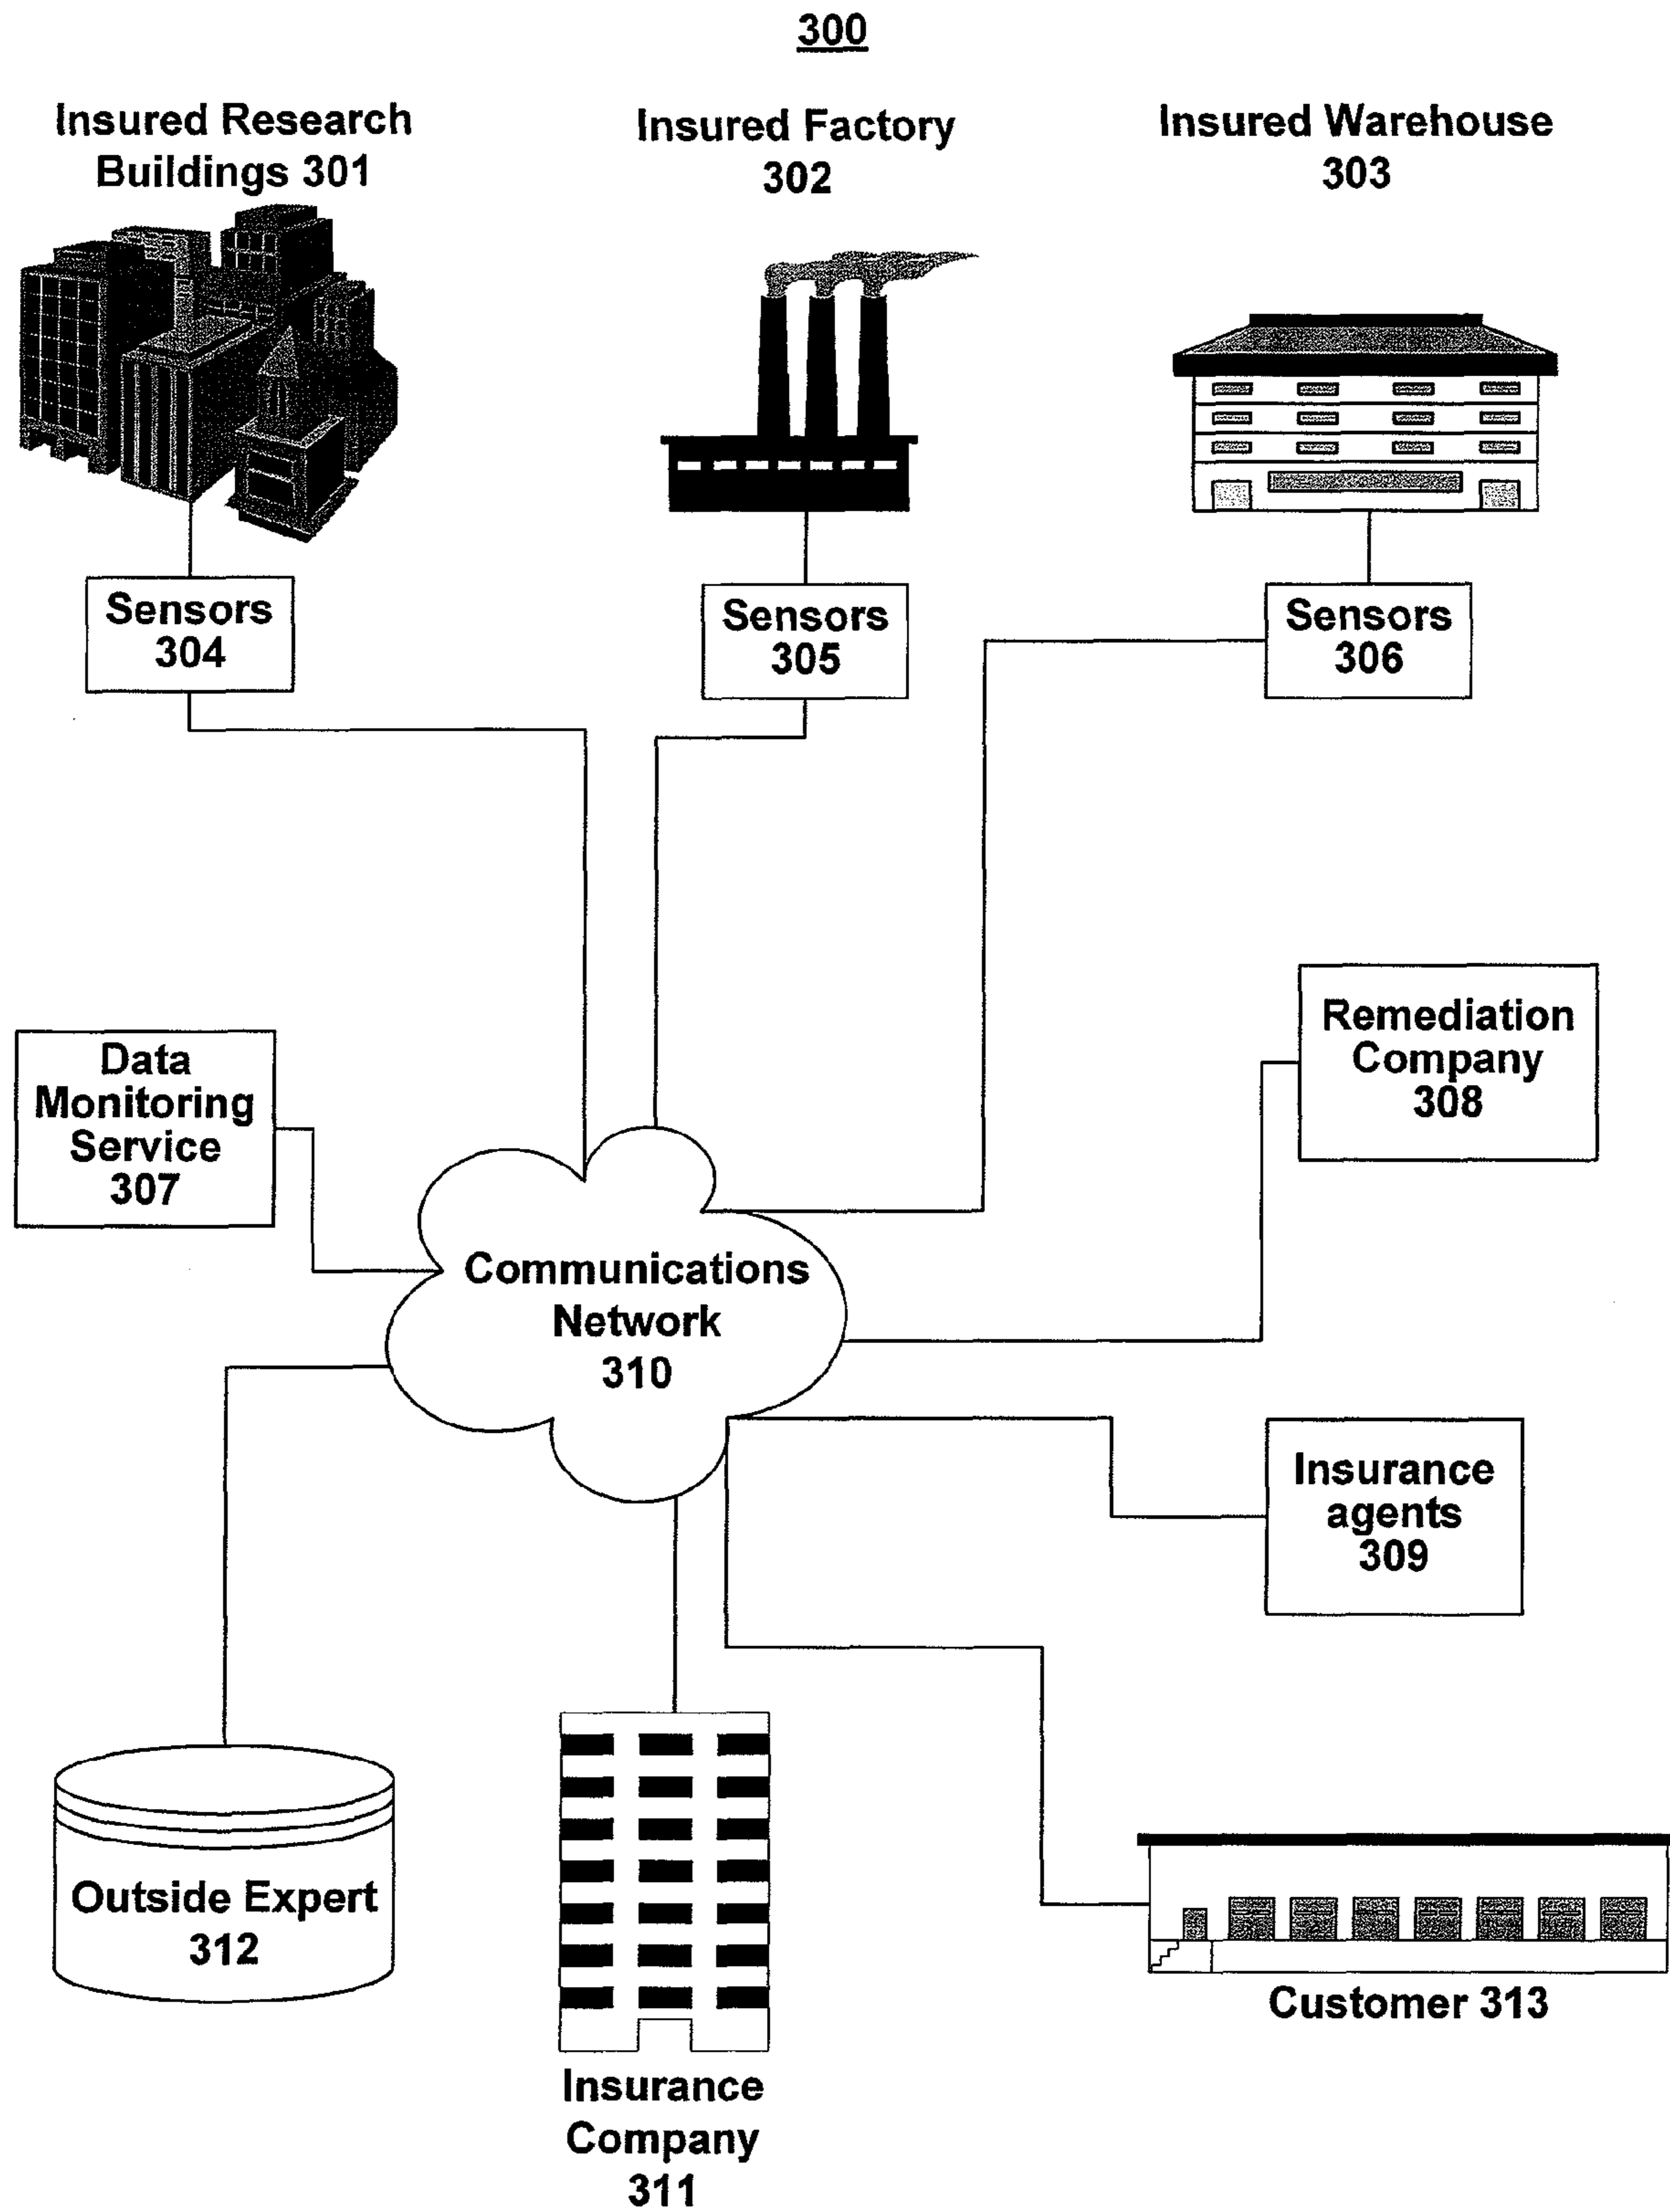 300
Insured Research
Buildings 301
Insured Factory
302
Insured Warehouse
303
Sensors
304
Sensors
305
Sensors
306
Data
Monitoring
Service
307
Remediation
Company
308
Communications
Network
310
Insurance
agents
309
Outside Expert
312
Insurance
Company
311
Customer 313